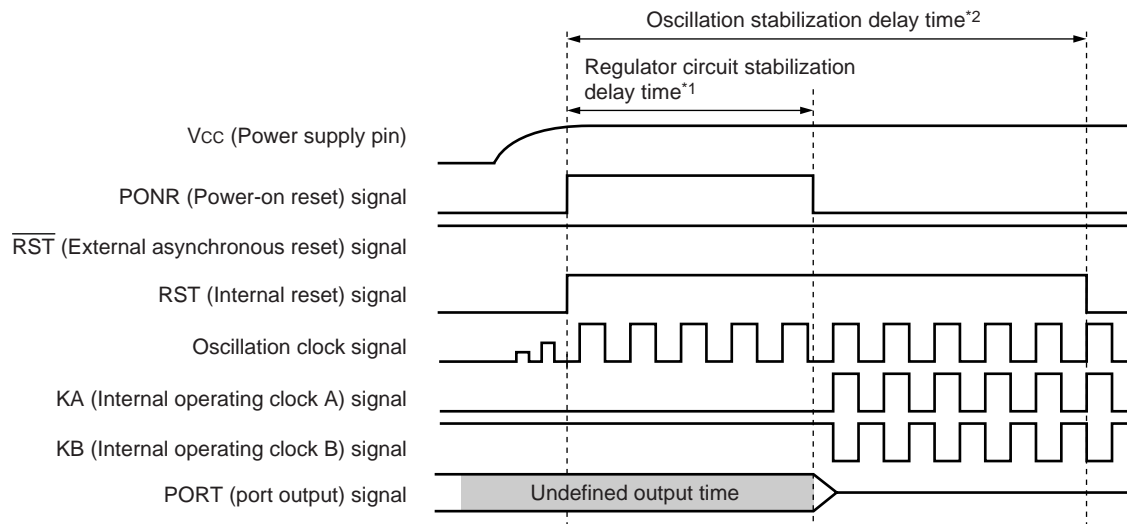 Oscillation stabilization delay time*2
Regulator circuit stabilization
delay time*1
Vcc (Power supply pin)
PONR (Power-on reset) signal
R̅S̅T̅ (External asynchronous reset) signal
RST (Internal reset) signal
Oscillation clock signal
KA (Internal operating clock A) signal
KB (Internal operating clock B) signal
PORT (port output) signal
Undefined output time